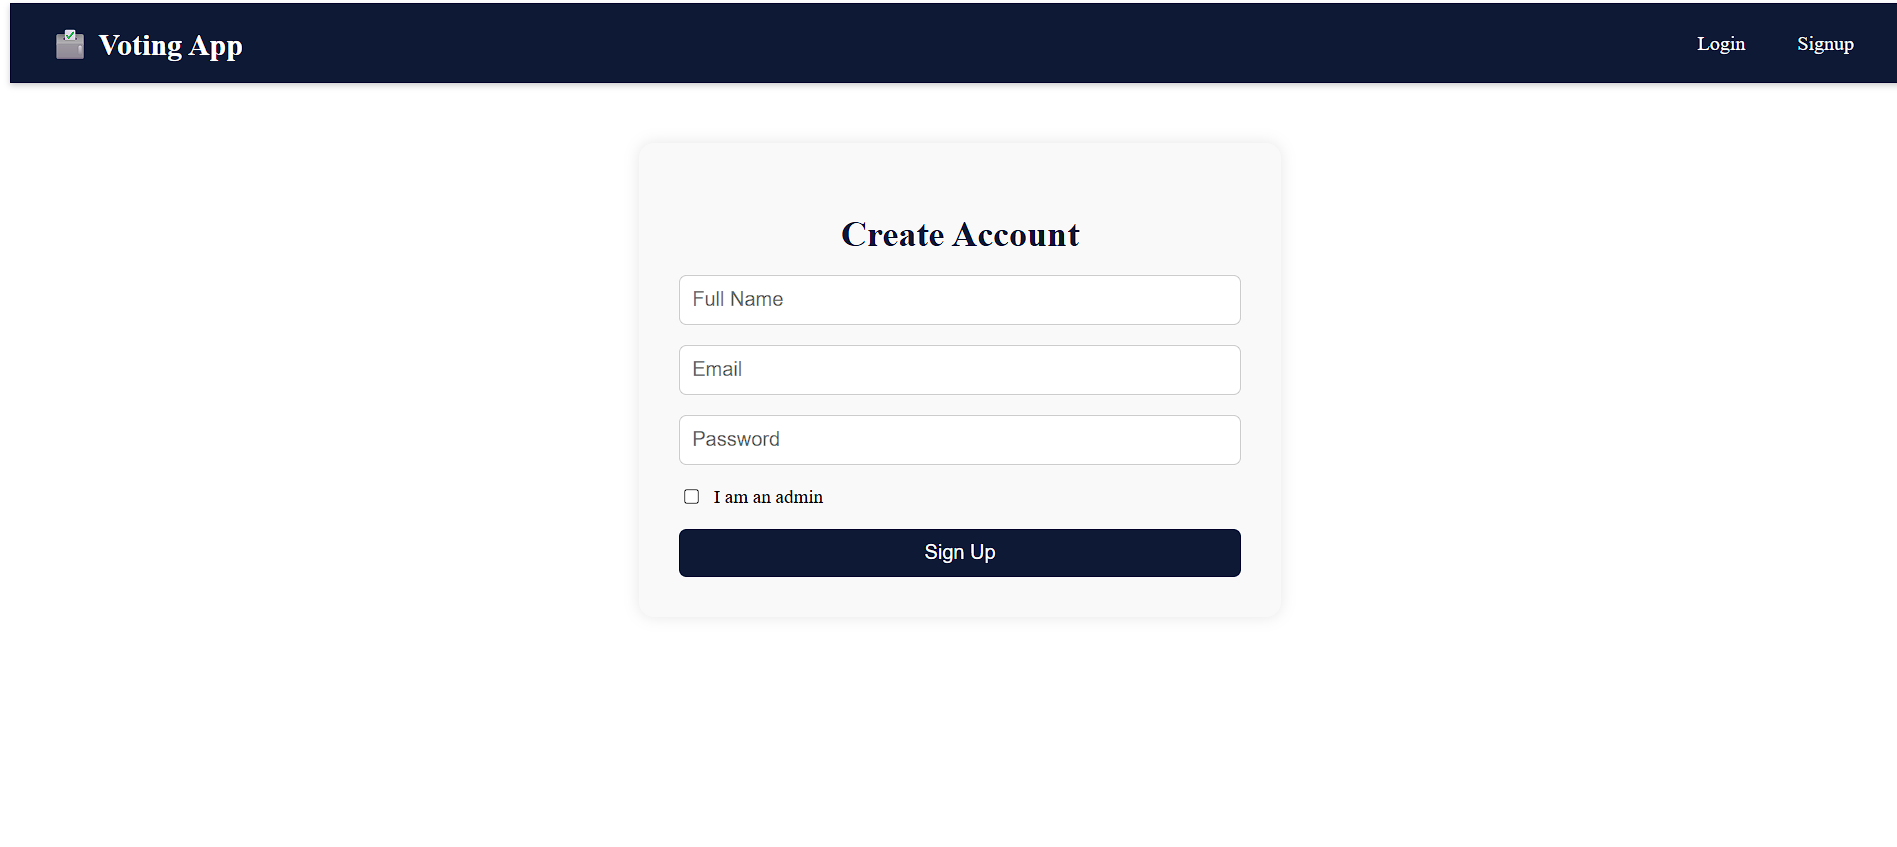 Voting App
Login
Signup
Create Account
Full Name
Email
Password
I am an admin
Sign Up